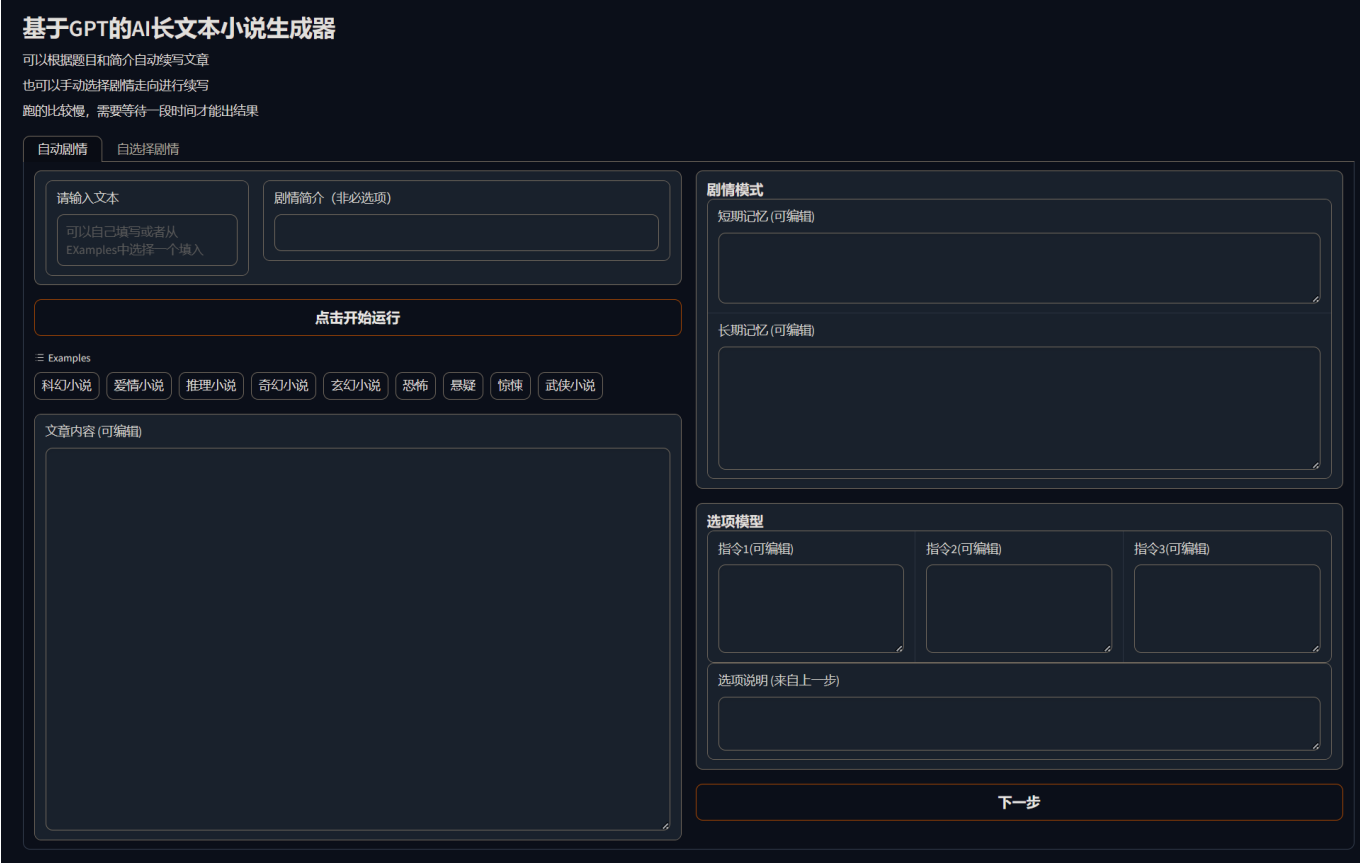 基于GPT的AI长文本小说生成器
可以根据题目和简介自动续写文章
也可以手动选择剧情走向进行续写
跑的比较慢，需要等待一段时间才能出结果
自动剧情
自选择剧情
请输入文本
可以自己填写或者从
EXamples中选择一个填入
剧情简介（非必选项）
点击开始运行
Examples
科幻小说
爱情小说
推理小说
奇幻小说
玄幻小说
恐怖
悬疑
惊悚
武侠小说
文章内容 (可编辑)
剧情模式
短期记忆 (可编辑)
长期记忆 (可编辑)
选项模型
指令1(可编辑)
指令2(可编辑)
指令3(可编辑)
选项说明 (来自上一步)
下一步